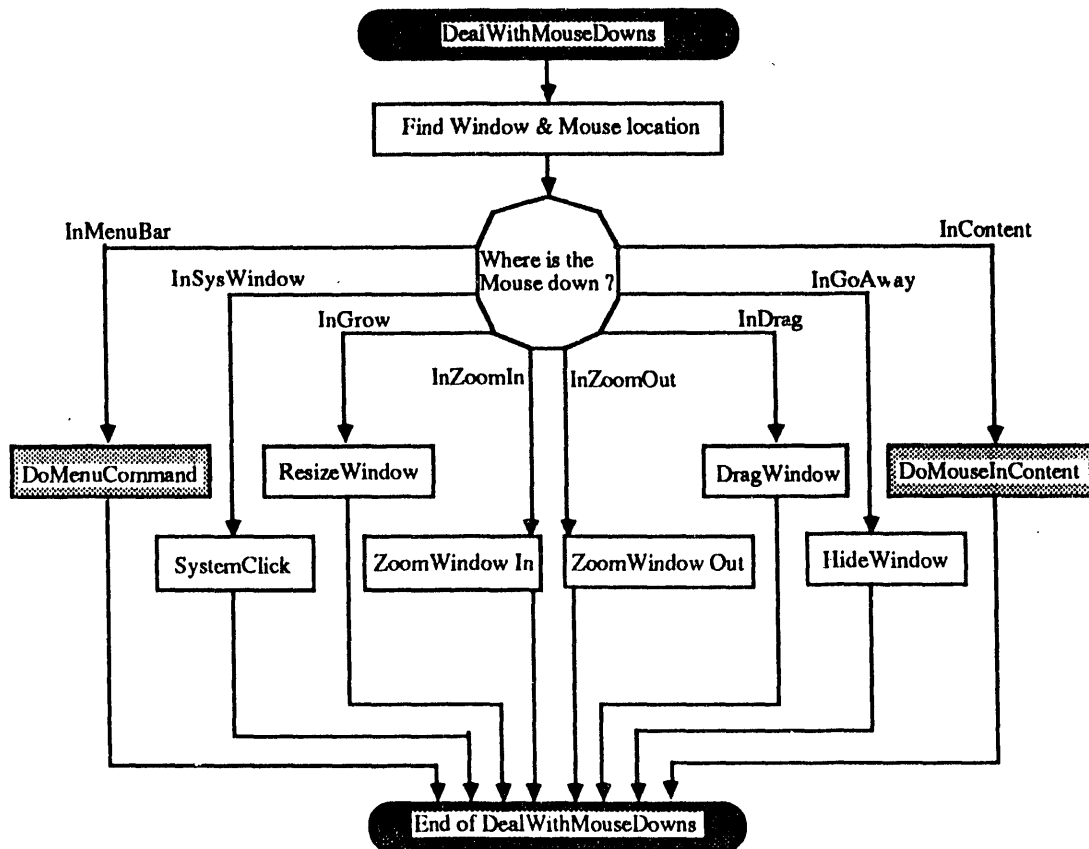 DealWithMouseDowns
Find Window & Mouse location
InMenuBar
InContent
Where is the
Mouse down ?
InSysWindow
InGoAway
InGrow
InDrag
InZoomIn
InZoomOut
DoMenuCommand
ResizeWindow
DragWindow
DoMouseInContent
SystemClick
ZoomWindow In
ZoomWindow Out
HideWindow
End of DealWithMouseDowns